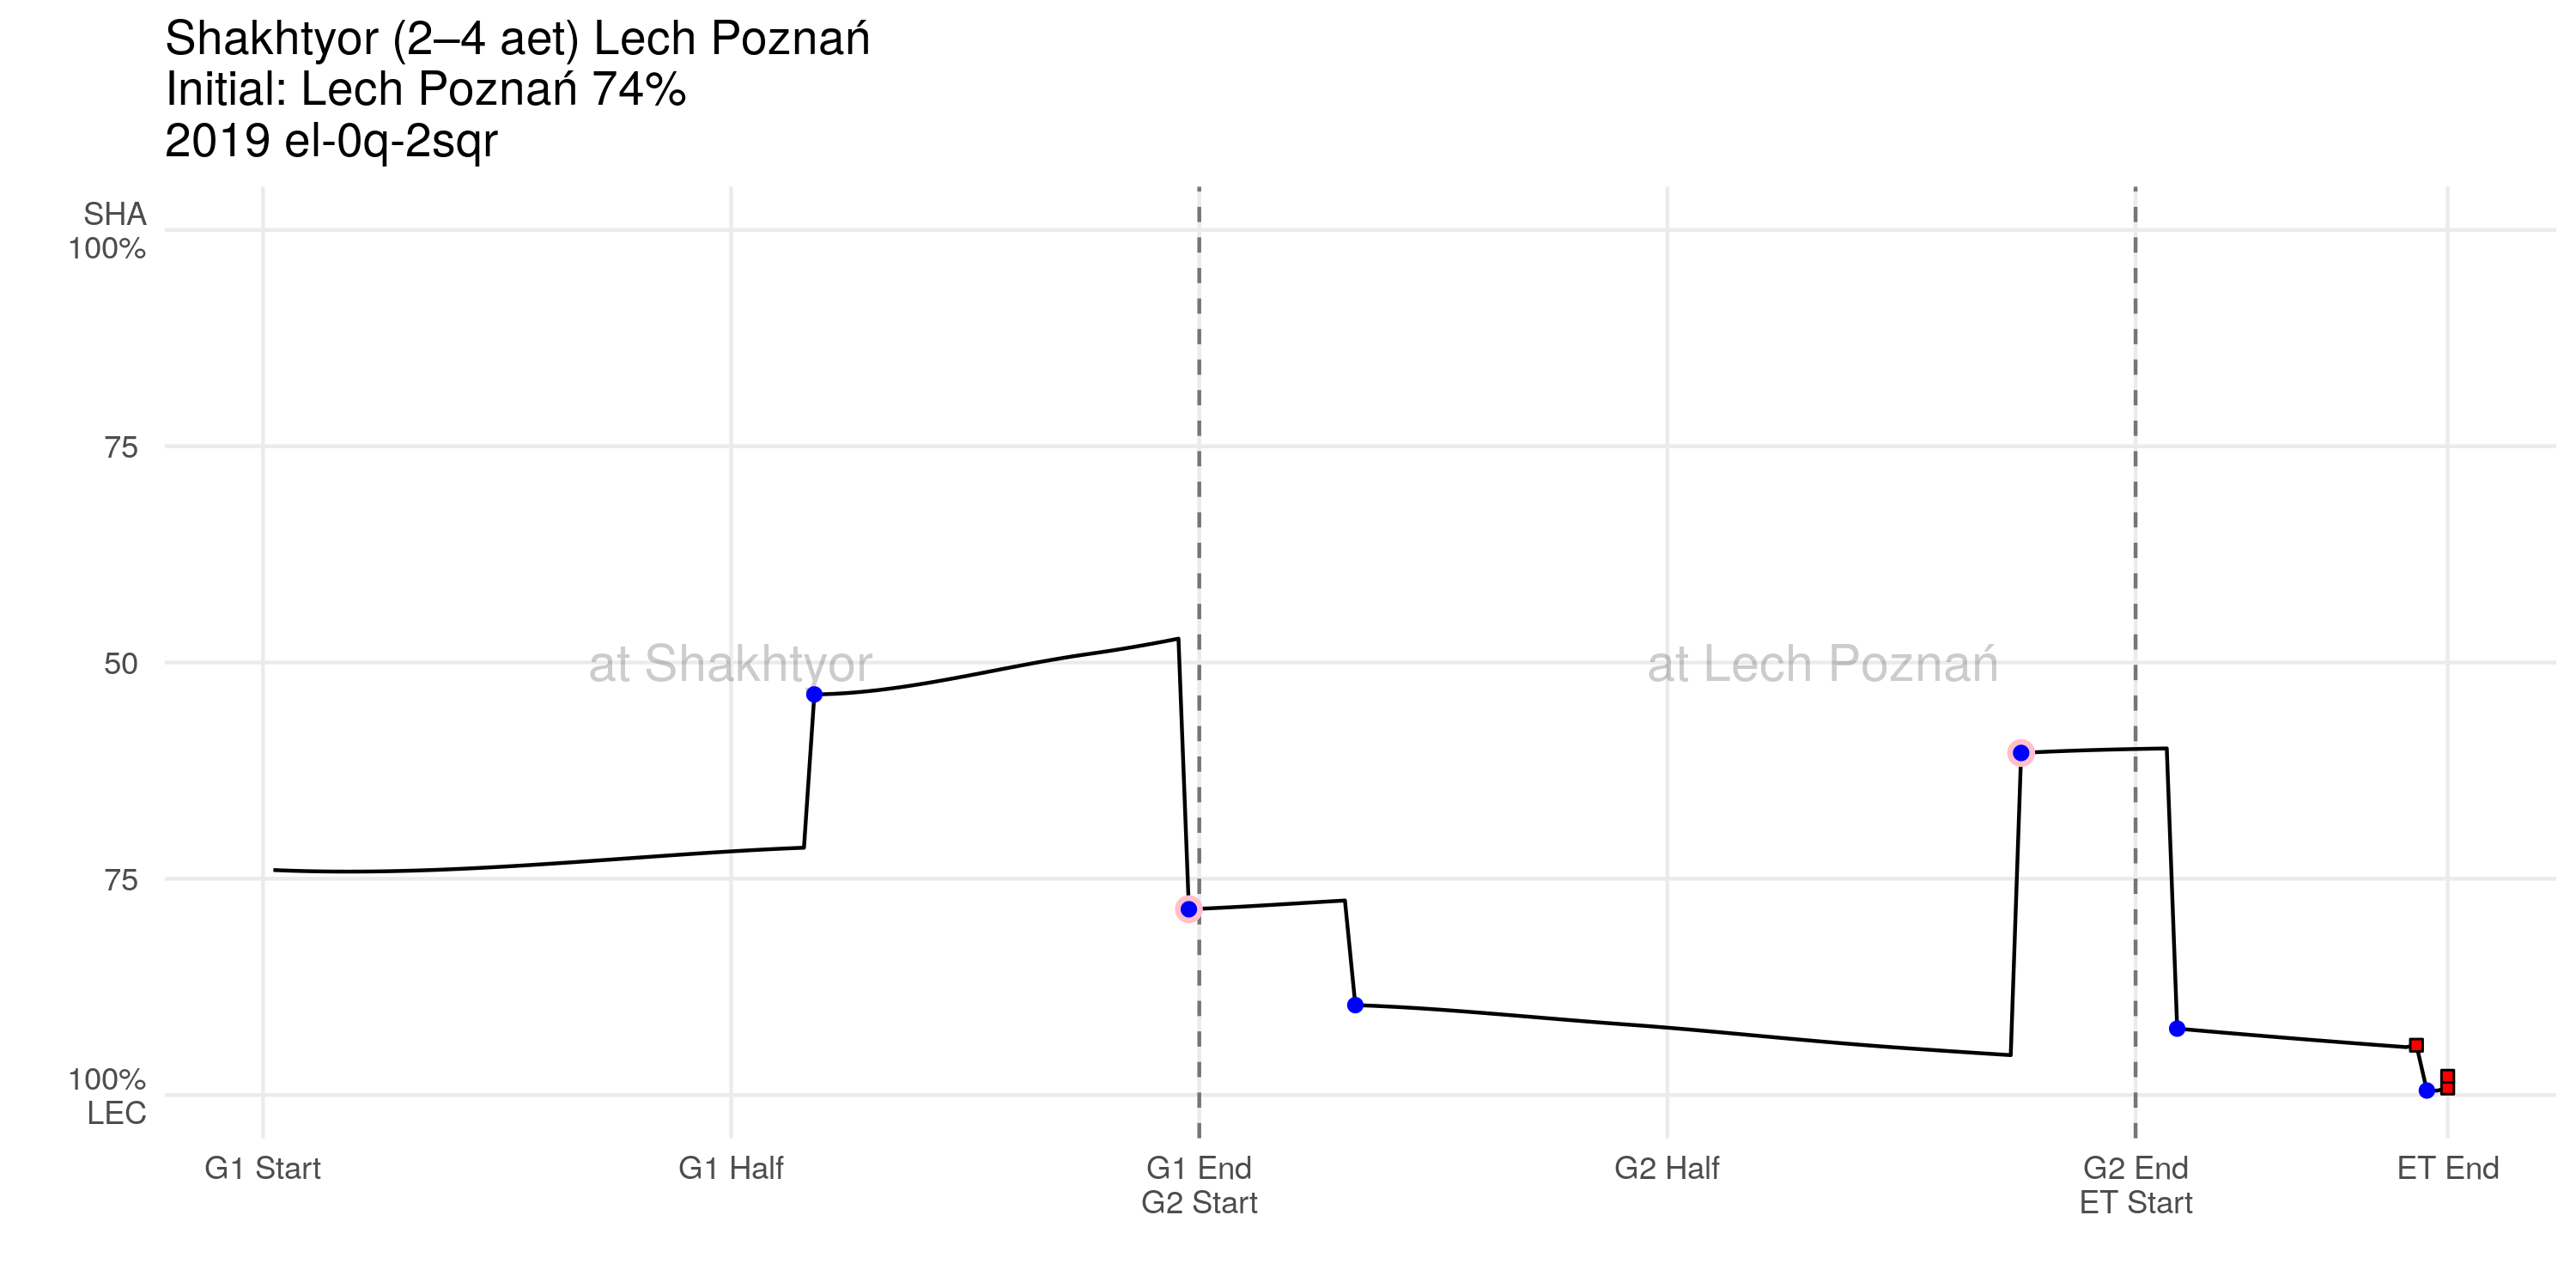 Shakhtyor (2–4 aet) Lech Poznań
Initial: Lech Poznań 74%
2019 el-0q-2sqr
SHA
100%
75
50
75
100%
LEC
at Shakhtyor
at Lech Poznań
G1 Start
G1 Half
G1 End
G2 Start
G2 Half
G2 End
ET Start
ET End